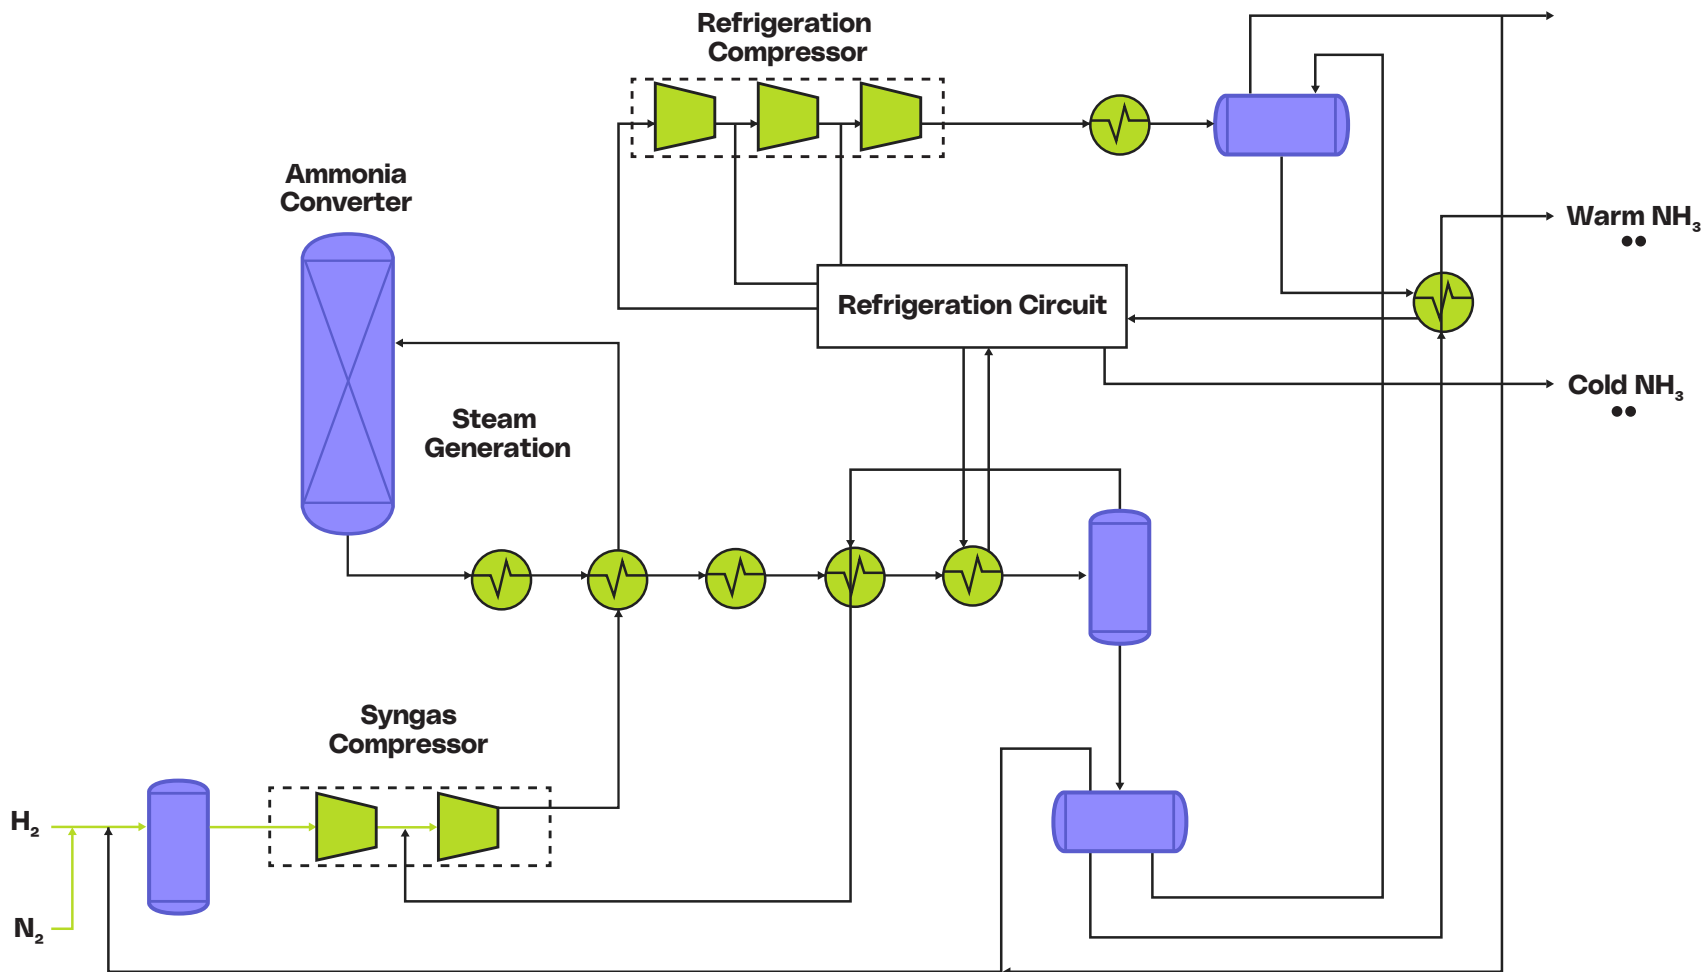 Refrigeration
Compressor
Ammonia
Converter
Warm NH₃
Refrigeration Circuit
Cold NH₃
Steam
Generation
Syngas
Compressor
H₂
N₂